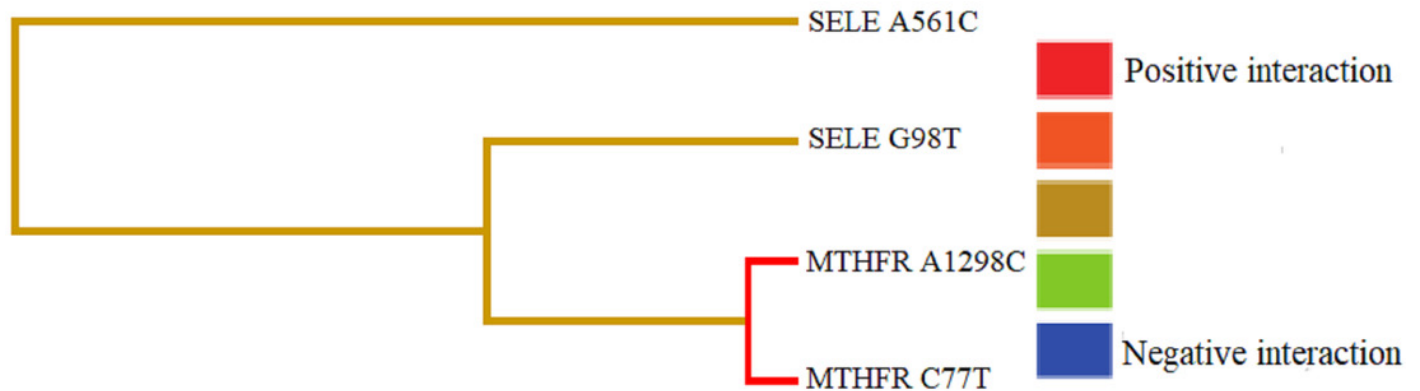 SELE A561C
Positive interaction
SELE G98T
MTHFR A1298C
Negative interaction
MTHFR C77T